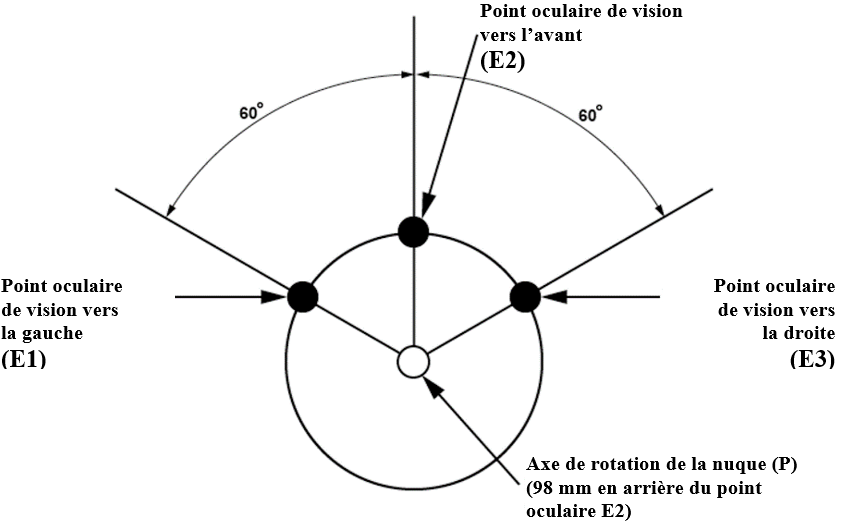 Point oculaire de vision
vers l’avant
(E2)
60°
60°
Point oculaire
de vision vers
la gauche
(E1)
Point oculaire
de vision vers
la droite
(E3)
Axe de rotation de la nuque (P)
(98 mm en arrière du point
oculaire E2)